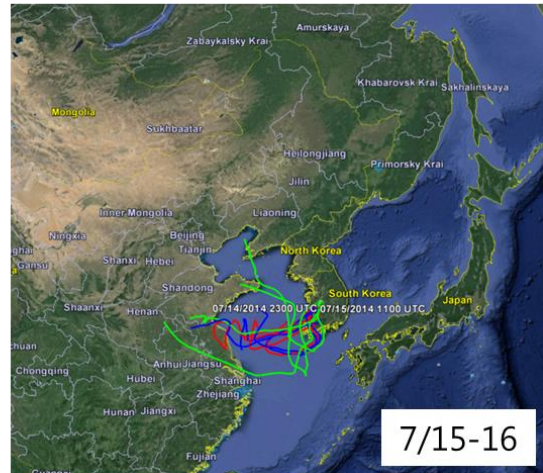 Amurskaya
Zabaykalsky Krai
Khabarovsk Krai
Sakhalinskaya
Mongolia
Sukhbaatar
Heilongjiang
Primorsky Krai
Jilin
Inner Mongolia
Liaoning
Beijing
Ningxia
Tianjin
North Korea
Shanxi
Hebei
Gansu
Shandong
South Korea
Japan
07/14/2014 2300 UTC
07/15/2014 1100 UTC
Shaanxi
Henan
Anhui
Jiangsu
Chongqing
Hubei
Shanghai
Zhejiang
Hunan
Jiangxi
Fujian
7/15-16